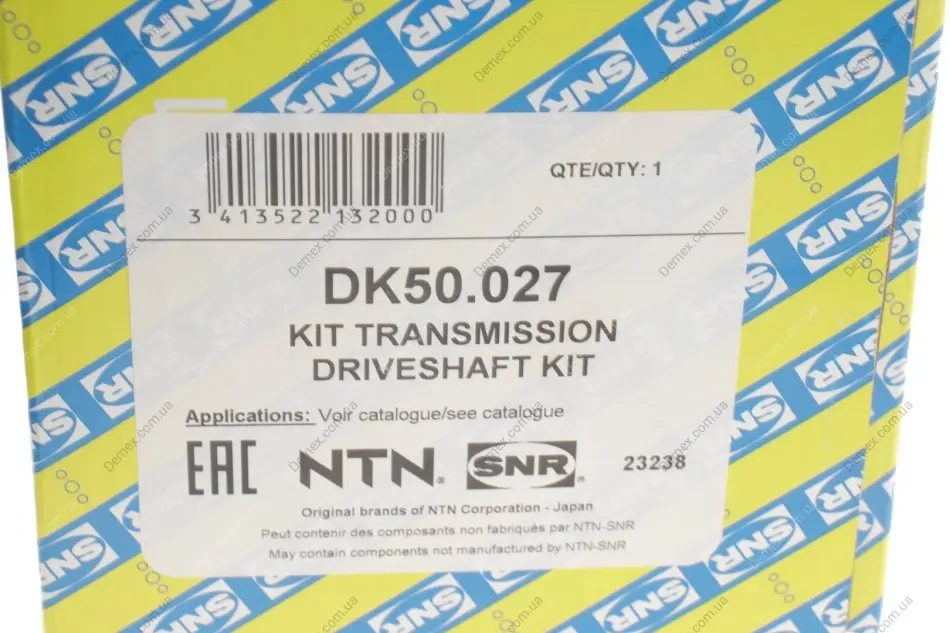 QTE/QTY: 1
3 413522 132000
DK50.027
KIT TRANSMISSION
DRIVESHAFT KIT
Applications: Voir catalogue/see catalogue
EAC NTN® SNR® 23238
Original brands of NTN Corporation - Japan
Peut contenir des composants non fabriqués par NTN-SNR
May contain components not manufactured by NTN-SNR
SNR
Demex.com.ua